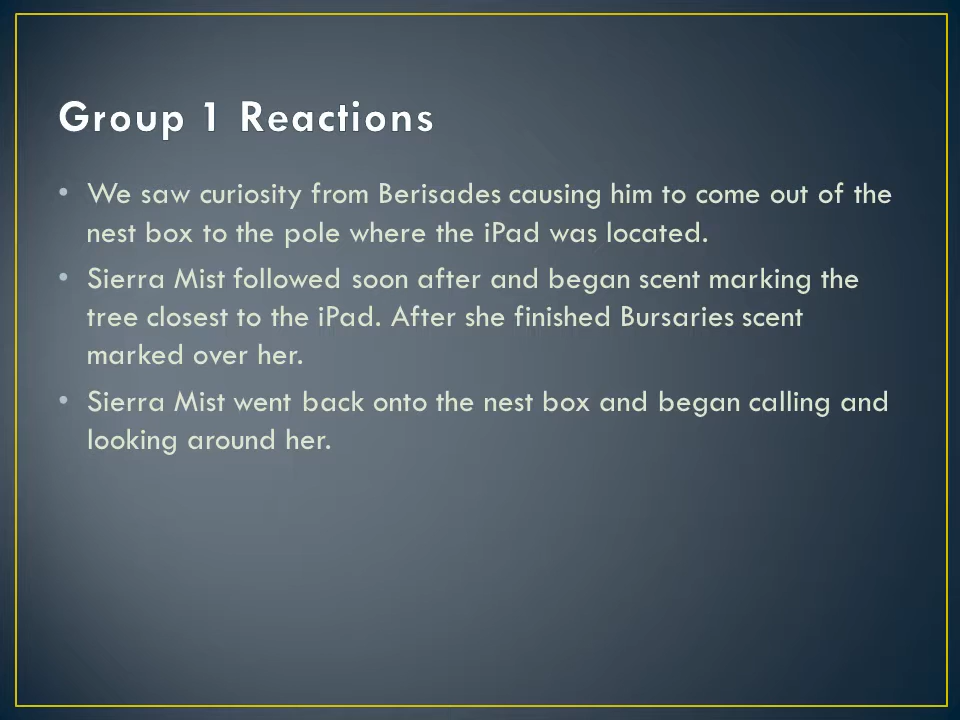 Group 1 Reactions
• We saw curiosity from Berisades causing him to come out of the
nest box to the pole where the iPad was located.
• Sierra Mist followed soon after and began scent marking the
tree closest to the iPad. After she finished Bursaries scent
marked over her.
• Sierra Mist went back onto the nest box and began calling and
looking around her.